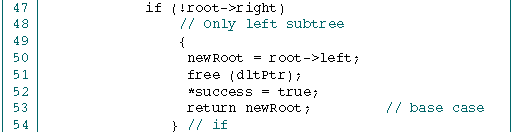 47 if (!root->right)
48 // Only left subtree
49 {
50 newRoot = root->left;
51 free (dltPtr);
52 *success = true;
53 return newRoot; // base case
54 } // if